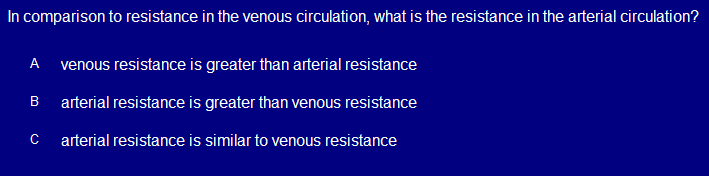 In comparison to resistance in the venous circulation, what is the resistance in the arterial circulation?
A venous resistance is greater than arterial resistance
B arterial resistance is greater than venous resistance
C arterial resistance is similar to venous resistance